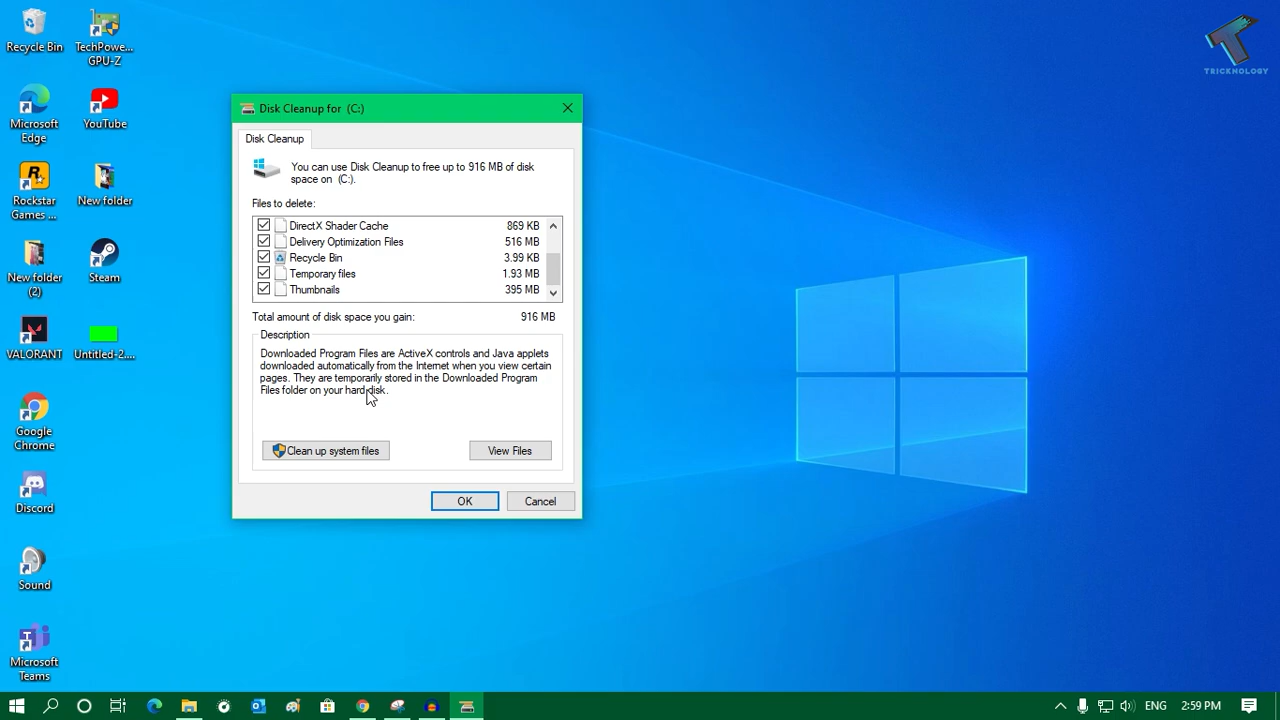 Recycle Bin
TechPowe...
GPU-Z
Microsoft
Edge
YouTube
Rockstar
Games ...
New folder
New folder
(2)
Steam
VALORANT
Untitled-2....
Google
Chrome
Discord
Sound
Microsoft
Teams
TRICKNOLOGY
Disk Cleanup for (C:)
Disk Cleanup
You can use Disk Cleanup to free up to 916 MB of disk
space on (C:).
Files to delete:
DirectX Shader Cache 869 KB
Delivery Optimization Files 516 MB
Recycle Bin 3.99 KB
Temporary files 1.93 MB
Thumbnails 395 MB
Total amount of disk space you gain: 916 MB
Description
Downloaded Program Files are ActiveX controls and Java applets
downloaded automatically from the Internet when you view certain
pages. They are temporarily stored in the Downloaded Program
Files folder on your hard disk.
Clean up system files
View Files
OK
Cancel
ENG
2:59 PM